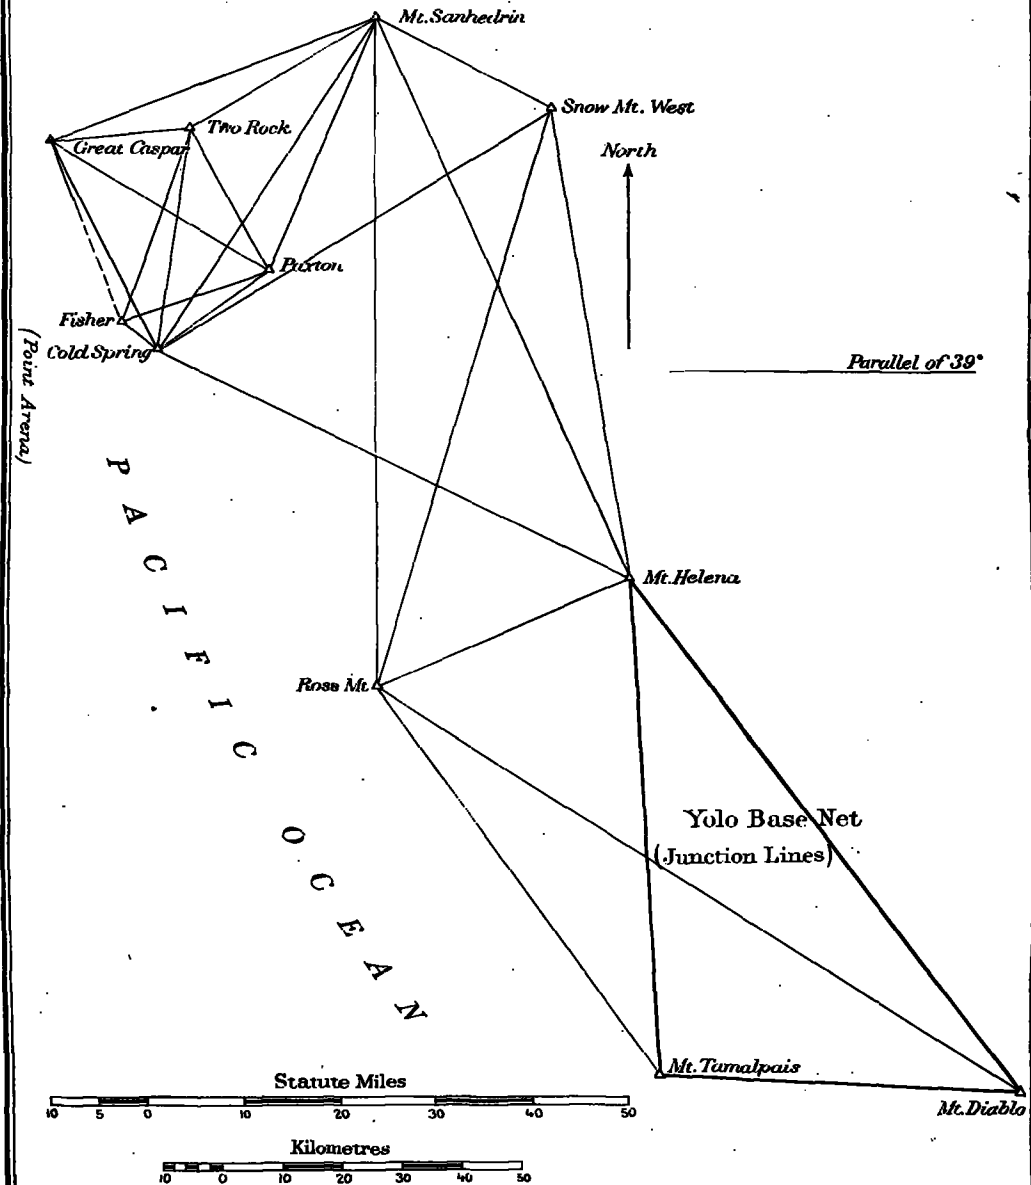 Mt. Sanhedrin
Snow Mt. West
Two Rock
Great Caspar
North
Paxton
Fisher
Cold Spring
(Point Arena)
Parallel of 39°
PACIFIC OCEAN
Mt. Helena
Ross Mt.
Yolo Base Net
(Junction Lines)
Mt. Tamalpais
Mt. Diablo
Statute Miles
10 5 0 10 20 30 40 50
Kilometres
10 0 10 20 30 40 50